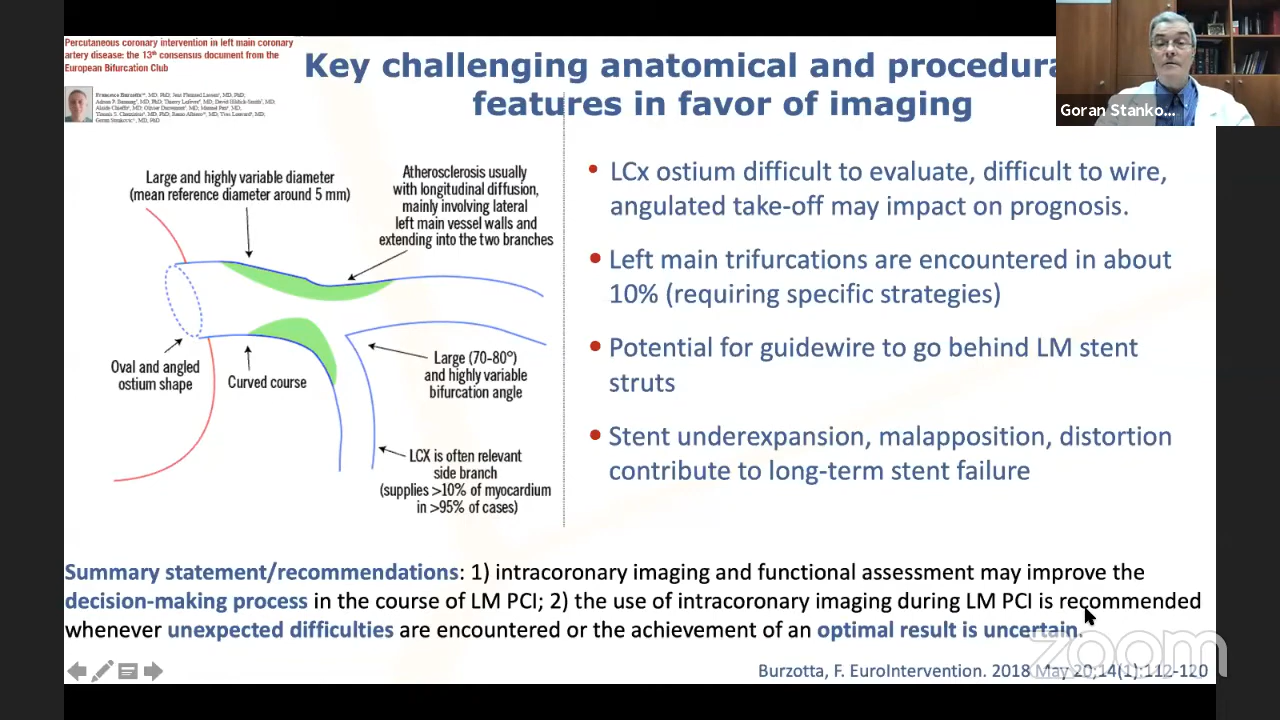 Percutaneous coronary intervention in left main coronary
artery disease: the 13th consensus document from the
European Bifurcation Club
Key challenging anatomical and procedura
features in favor of imaging
Goran Stanko...
Large and highly variable diameter
(mean reference diameter around 5 mm)
Atherosclerosis usually
with longitudinal diffusion,
mainly involving lateral
left main vessel walls and
extending into the two branches
Oval and angled
ostium shape
Curved course
Large (70-80°)
and highly variable
bifurcation angle
LCX is often relevant
side branch
(supplies >10% of myocardium
in >95% of cases)
• LCx ostium difficult to evaluate, difficult to wire,
angulated take-off may impact on prognosis.
• Left main trifurcations are encountered in about
10% (requiring specific strategies)
• Potential for guidewire to go behind LM stent
struts
• Stent underexpansion, malapposition, distortion
contribute to long-term stent failure
Summary statement/recommendations: 1) intracoronary imaging and functional assessment may improve the
decision-making process in the course of LM PCI; 2) the use of intracoronary imaging during LM PCI is recommended
whenever unexpected difficulties are encountered or the achievement of an optimal result is uncertain.
Burzotta, F. EuroIntervention. 2018 May 20;14(1):112-120
zoom